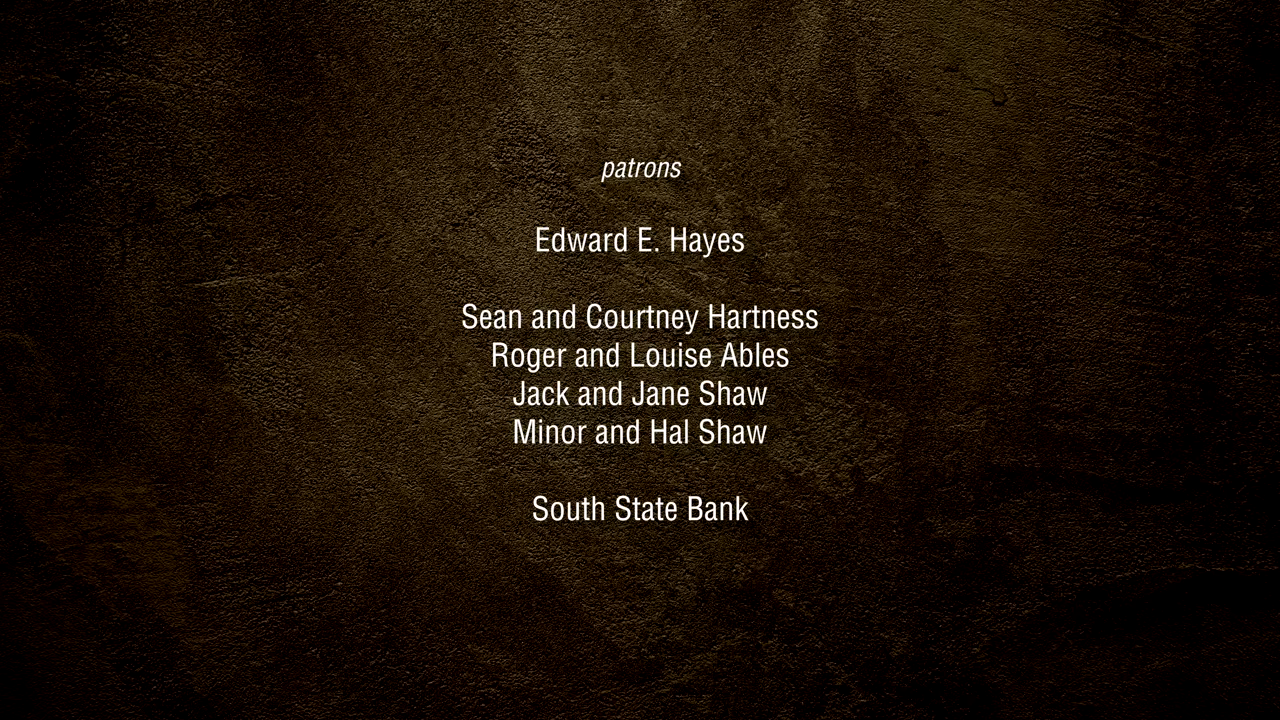 patrons
Edward E. Hayes
Sean and Courtney Hartness
Roger and Louise Ables
Jack and Jane Shaw
Minor and Hal Shaw
South State Bank